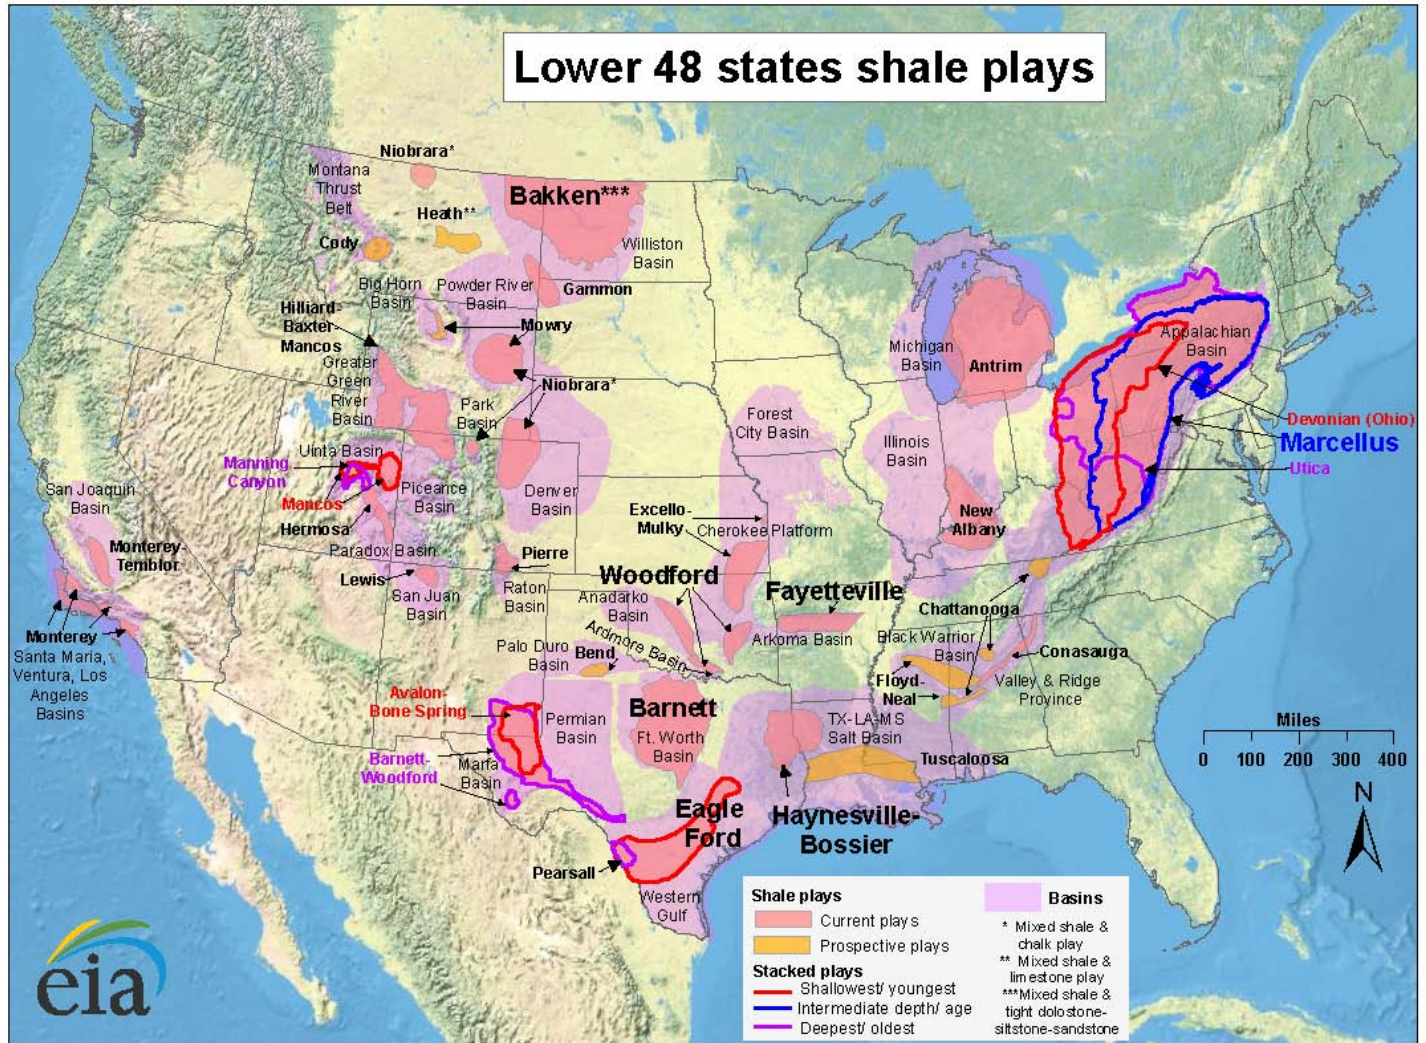 Lower 48 states shale plays
Niobrara*
Montana
Thrust
Belt
Bakken***
Heath**
Cody
Williston
Basin
Big Horn
Basin
Powder River
Basin
Gammon
Hilliard-
Baxter-
Mancos
Mowry
Greater
Green
River
Basin
Niobrara*
Park
Basin
Michigan
Basin
Antrim
Appalachian
Basin
Devonian (Ohio)
Marcellus
Utica
Forest
City Basin
Illinois
Basin
Uinta Basin
Manning
Canyon
Mancos
Piceance
Basin
Denver
Basin
Hermosa
Paradox Basin
San Joaquin
Basin
Monterey-
Temblor
Excello-
Mulky
Cherokee Platform
New
Albany
Lewis
San Juan
Basin
Pierre
Raton
Basin
Woodford
Anadarko
Basin
Fayetteville
Arkoma Basin
Chattanooga
Black Warrior
Basin
Conasauga
Monterey
Santa Maria,
Ventura, Los
Angeles
Basins
Palo Duro
Basin
Bend
Ardmore Basin
Floyd-
Neal
Valley & Ridge
Province
Avalon-
Bone Spring
Permian
Basin
Barnett
Ft. Worth
Basin
TX-LA-MS
Salt Basin
Tuscaloosa
Barnett-
Woodford
Marfa
Basin
Eagle
Ford
Haynesville-
Bossier
Pearsall
Western
Gulf
Miles
0 100 200 300 400
N
Shale plays
Current plays
Prospective plays
Stacked plays
Shallowest/ youngest
Intermediate depth/ age
Deepest/ oldest
Basins
* Mixed shale &
chalk play
** Mixed shale &
limestone play
***Mixed shale &
tight dolostone-
siltstone-sandstone
eia